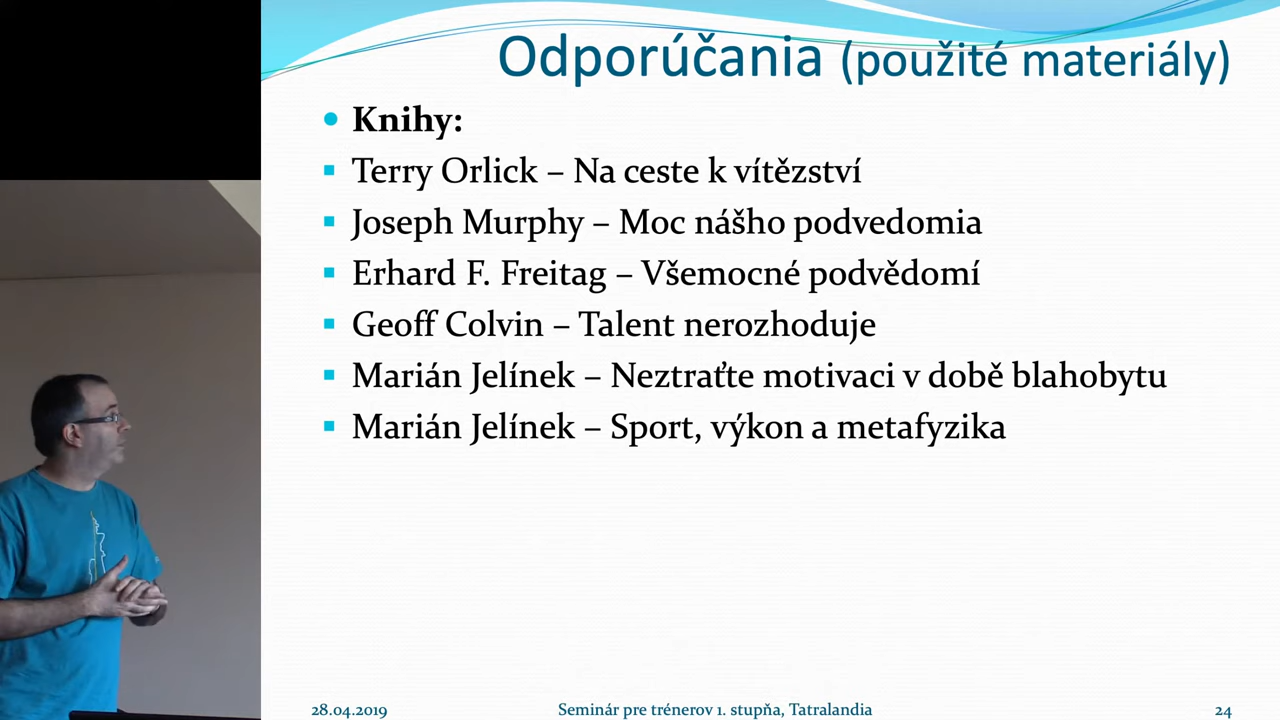 Odporúčania (použité materiály)
Knihy:
Terry Orlick – Na ceste k vítězství
Joseph Murphy – Moc nášho podvedomia
Erhard F. Freitag – Všemocné podvědomí
Geoff Colvin – Talent nerozhoduje
Marián Jelínek – Neztraťte motivaci v době blahobytu
Marián Jelínek – Sport, výkon a metafyzika
28.04.2019 Seminár pre trénerov 1. stupňa, Tatralandia 24